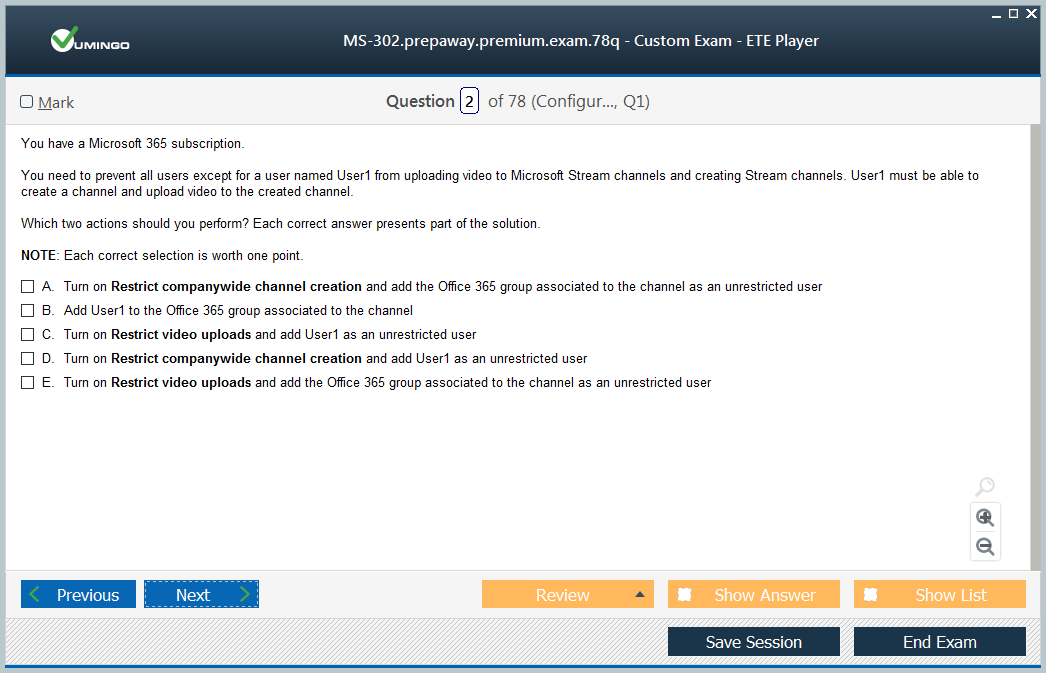 VUMINGO
MS-302.prepaway.premium.exam.78q - Custom Exam - ETE Player
Mark
Question 2 of 78 (Configur..., Q1)
You have a Microsoft 365 subscription.
You need to prevent all users except for a user named User1 from uploading video to Microsoft Stream channels and creating Stream channels. User1 must be able to
create a channel and upload video to the created channel.
Which two actions should you perform? Each correct answer presents part of the solution.
NOTE: Each correct selection is worth one point.
A. Turn on Restrict companywide channel creation and add the Office 365 group associated to the channel as an unrestricted user
B. Add User1 to the Office 365 group associated to the channel
C. Turn on Restrict video uploads and add User1 as an unrestricted user
D. Turn on Restrict companywide channel creation and add User1 as an unrestricted user
E. Turn on Restrict video uploads and add the Office 365 group associated to the channel as an unrestricted user
Previous
Next
Review
Show Answer
Show List
Save Session
End Exam